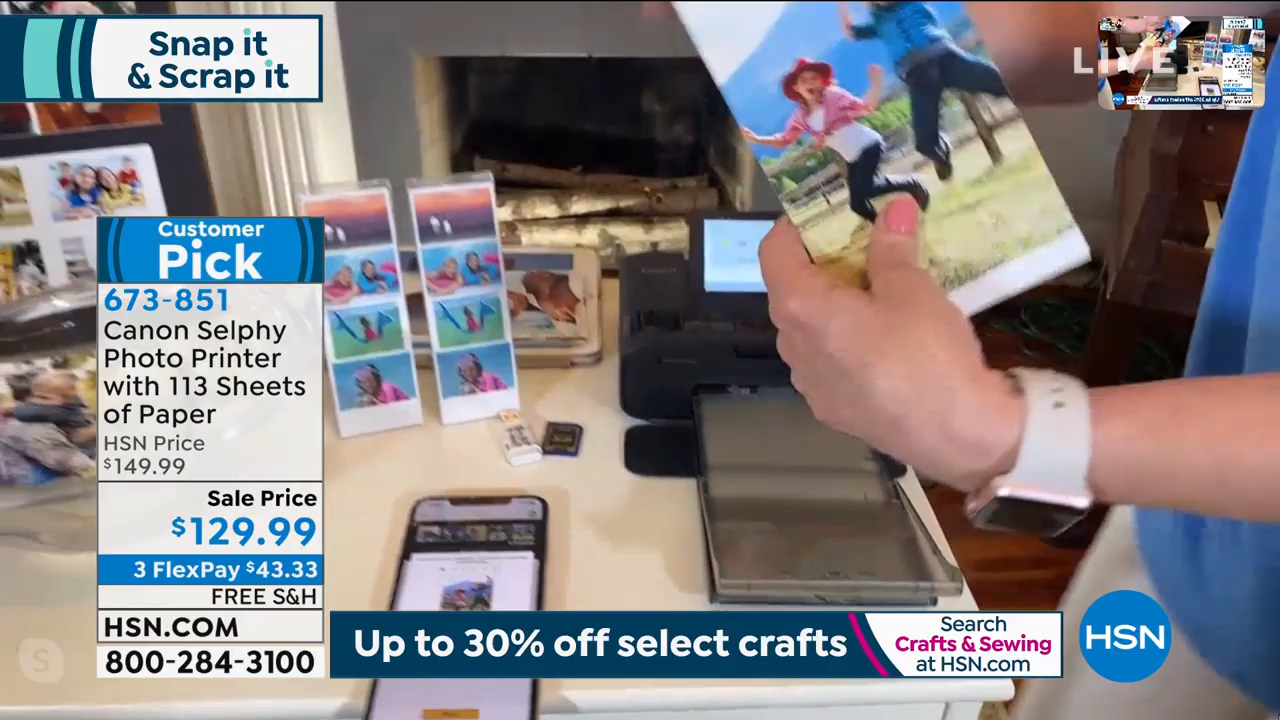 Snap it
& Scrap it
LIVE
Customer
Pick
673-851
Canon Selphy
Photo Printer
with 113 Sheets
of Paper
HSN Price
$149.99
Sale Price
$129.99
3 FlexPay $43.33
FREE S&H
HSN.COM
800-284-3100
Up to 30% off select crafts
Search
Crafts & Sewing
at HSN.com
HSN
S